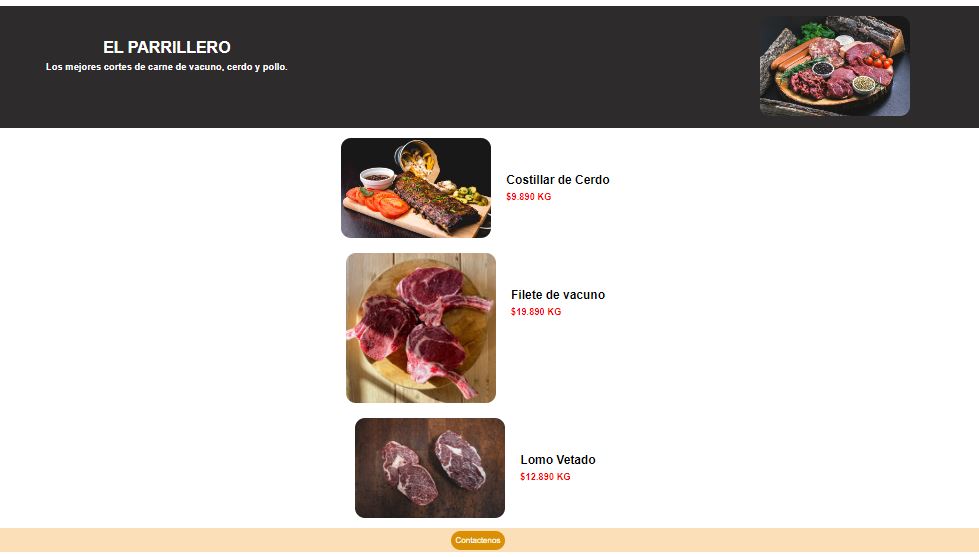 EL PARRILLERO
Los mejores cortes de carne de vacuno, cerdo y pollo.
Costillar de Cerdo
$9.890 KG
Filete de vacuno
$19.890 KG
Lomo Vetado
$12.890 KG
Contactenos